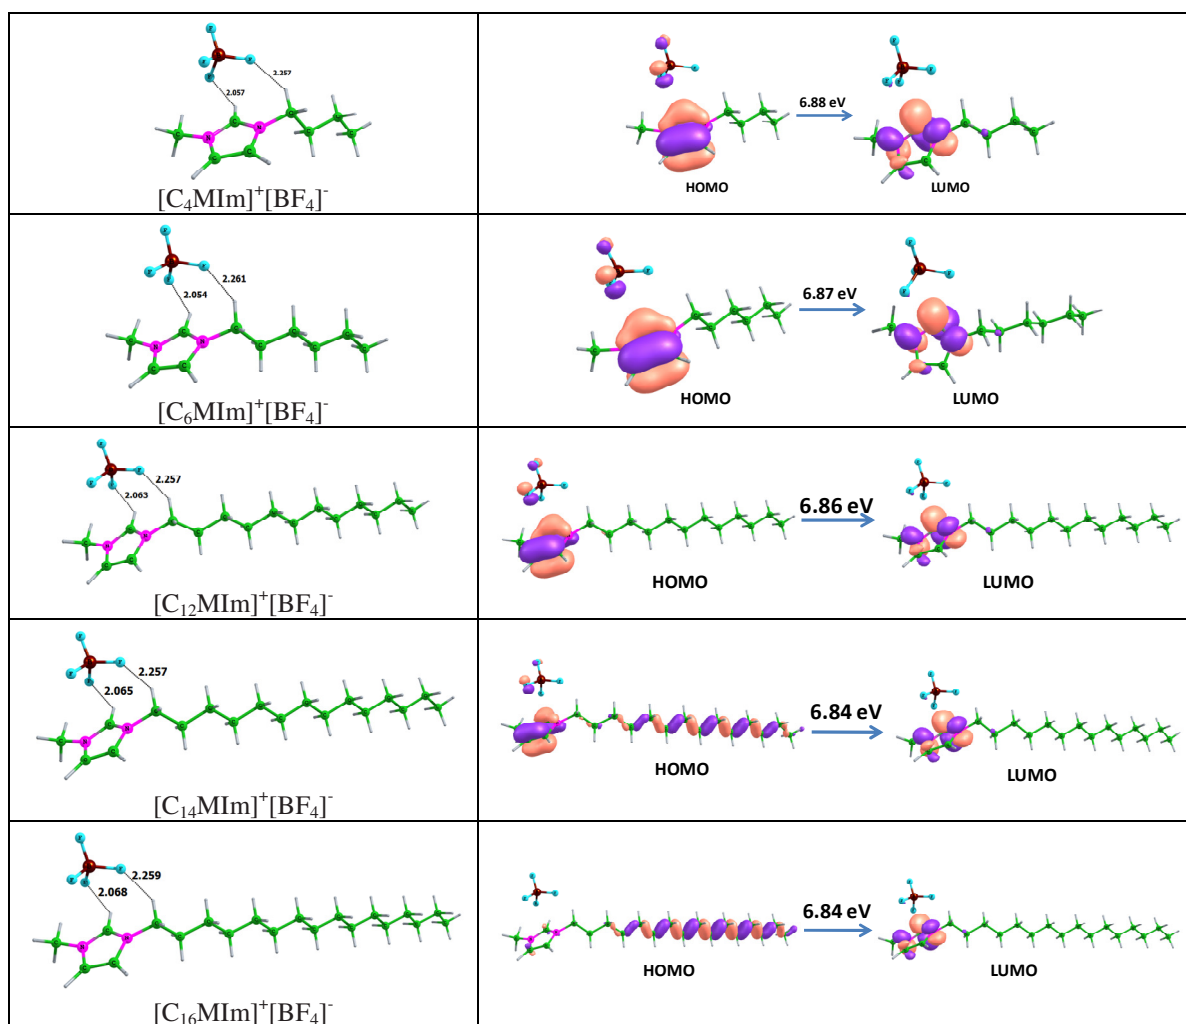 2.257
2.057
[C₄MIm]⁺[BF₄]⁻
6.88 eV
HOMO
LUMO
2.261
2.054
[C₆MIm]⁺[BF₄]⁻
6.87 eV
HOMO
LUMO
2.257
2.063
[C₁₂MIm]⁺[BF₄]⁻
6.86 eV
HOMO
LUMO
2.257
2.065
[C₁₄MIm]⁺[BF₄]⁻
6.84 eV
HOMO
LUMO
2.259
2.068
[C₁₆MIm]⁺[BF₄]⁻
6.84 eV
HOMO
LUMO